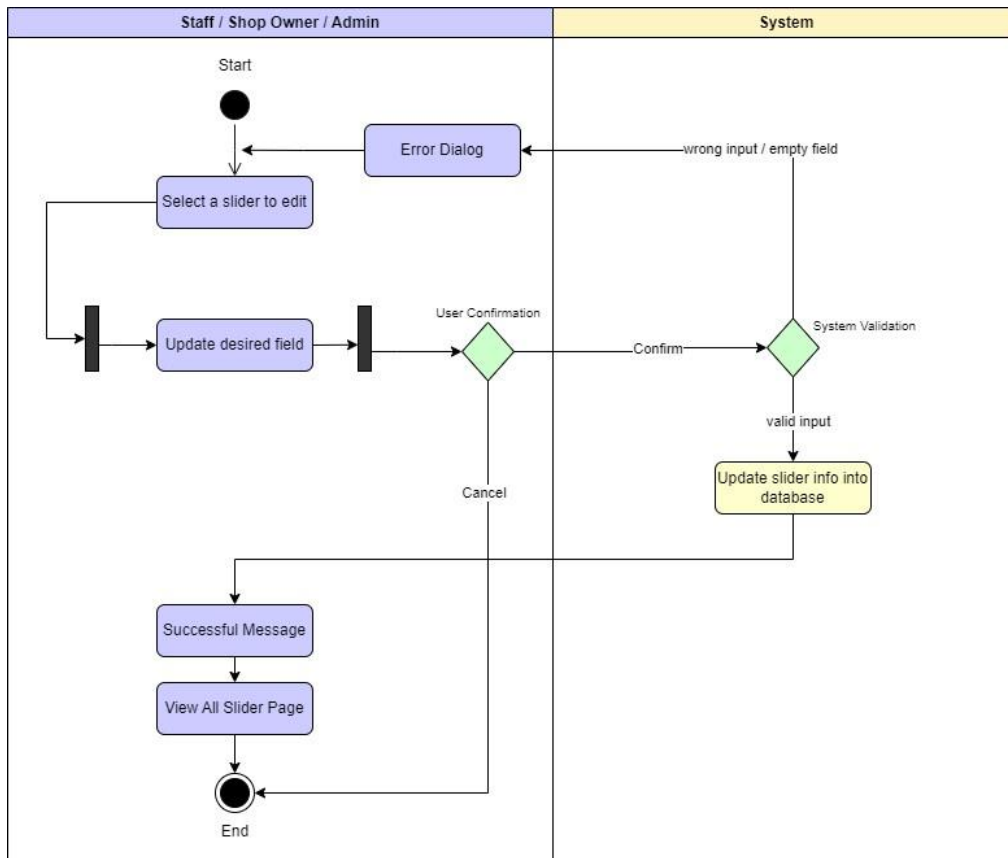 Staff / Shop Owner / Admin
System
Start
Error Dialog
wrong input / empty field
Select a slider to edit
User Confirmation
System Validation
Update desired field
Confirm
valid input
Update slider info into
database
Cancel
Successful Message
View All Slider Page
End